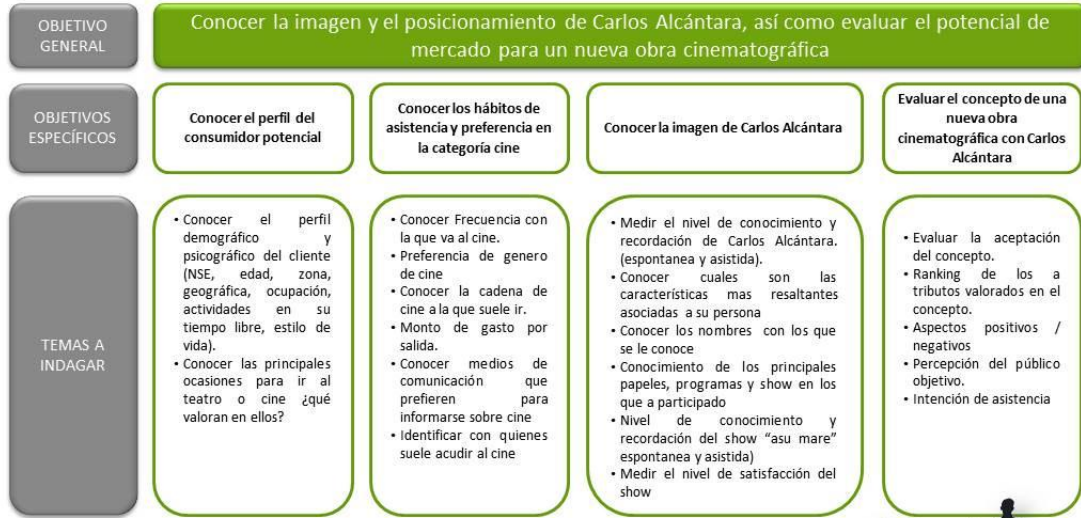 OBJETIVO
GENERAL
Conocer la imagen y el posicionamiento de Carlos Alcántara, así como evaluar el potencial de
mercado para un nueva obra cinematográfica
OBJETIVOS
ESPECÍFICOS
Conocer el perfil del
consumidor potencial
Conocer los hábitos de
asistencia y preferencia en
la categoría cine
Conocer la imagen de Carlos Alcántara
Evaluar el concepto de una
nueva obra
cinematográfica con Carlos
Alcántara
TEMAS A
INDAGAR
• Conocer el perfil
demográfico y
psicográfico del cliente
(NSE, edad, zona,
geográfica, ocupación,
actividades en su
tiempo libre, estilo de
vida).
• Conocer las principales
ocasiones para ir al
teatro o cine ¿qué
valoran en ellos?
• Conocer Frecuencia con
la que va al cine.
• Preferencia de genero
de cine
• Conocer la cadena de
cine a la que suele ir.
• Monto de gasto por
salida.
• Conocer medios de
comunicación que
prefieren para
informarse sobre cine
• Identificar con quienes
suele acudir al cine
• Medir el nivel de conocimiento y
recordación de Carlos Alcántara.
(espontanea y asistida).
• Conocer cuales son las
características mas resaltantes
asociadas a su persona
• Conocer los nombres con los que
se le conoce
• Conocimiento de los principales
papeles, programas y show en los
que a participado
• Nivel de conocimiento y
recordación del show “asu mare”
espontanea y asistida)
• Medir el nivel de satisfacción del
show
• Evaluar la aceptación
del concepto.
• Ranking de los a
tributos valorados en el
concepto.
• Aspectos positivos /
negativos
• Percepción del público
objetivo.
• Intención de asistencia